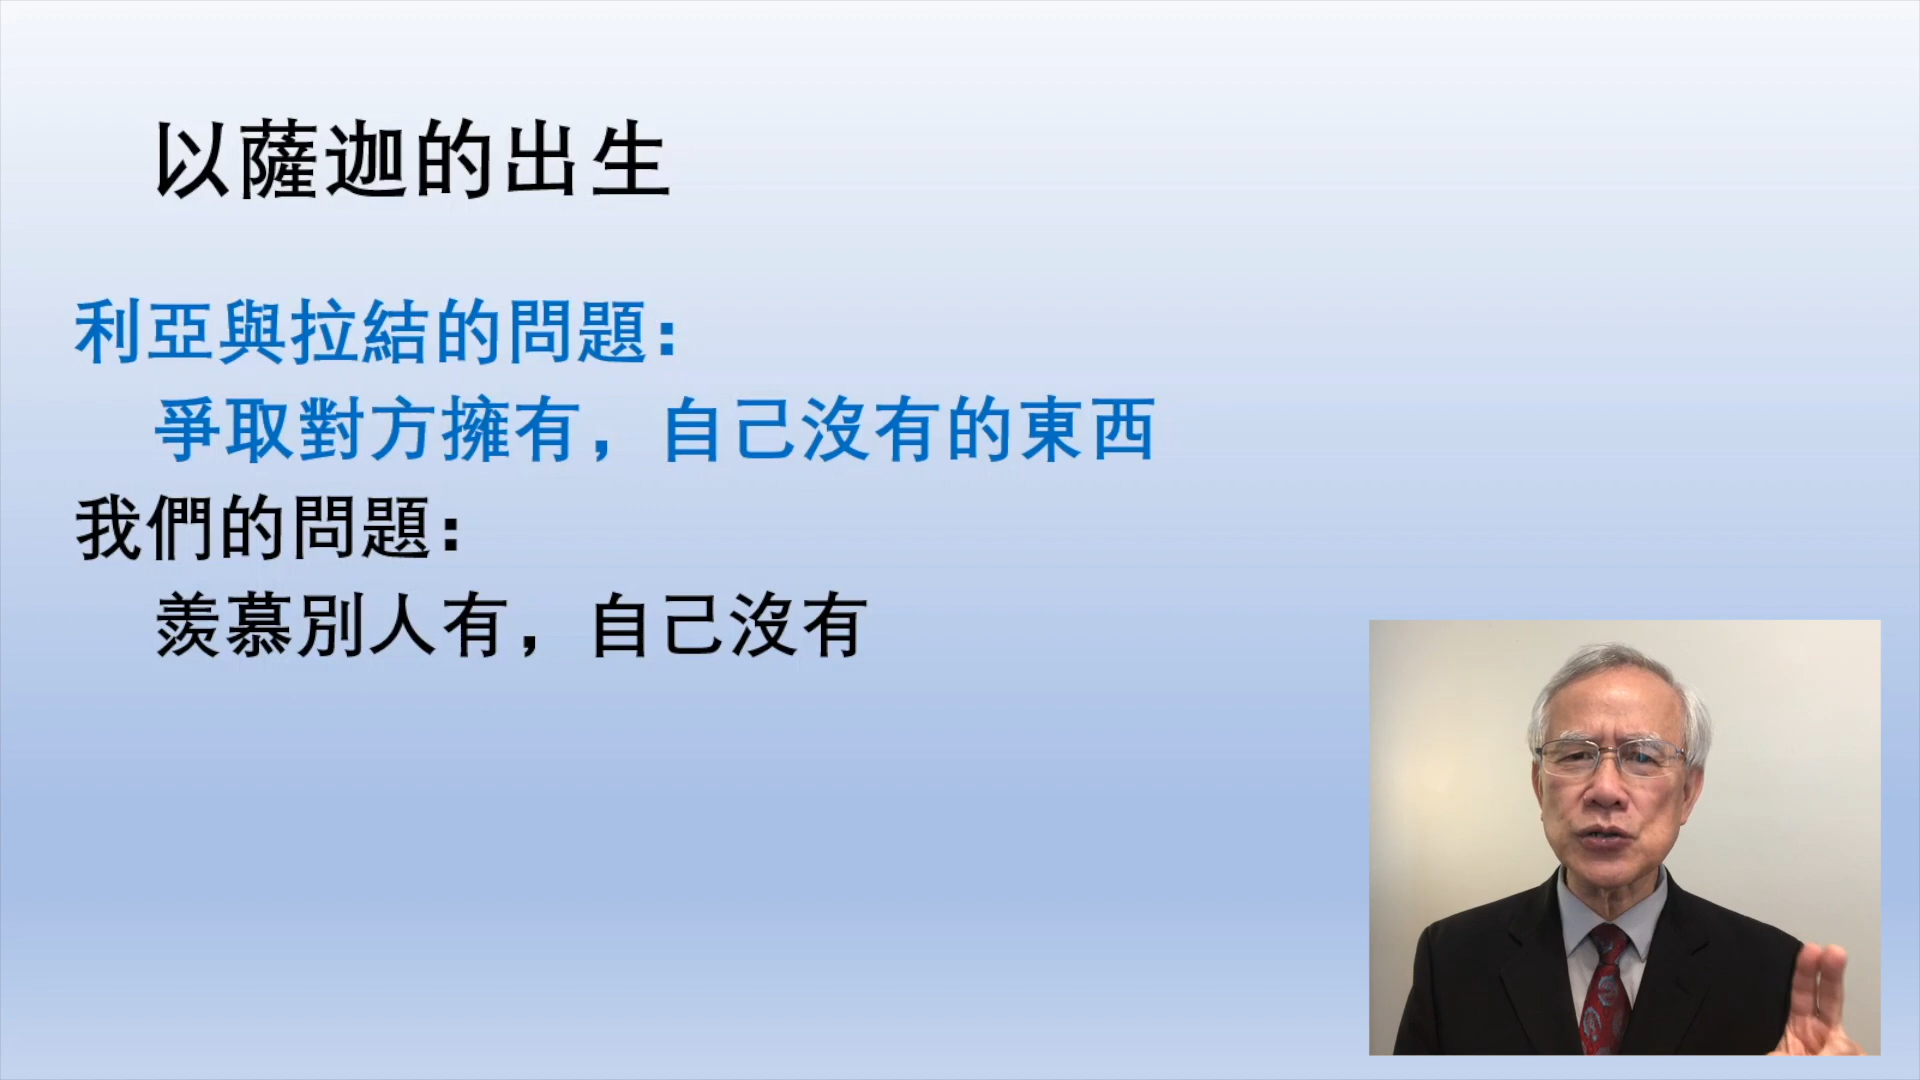 以薩迦的出生
利亞與拉結的問題：
爭取對方擁有，自己沒有的東西
我們的問題：
羨慕別人有，自己沒有